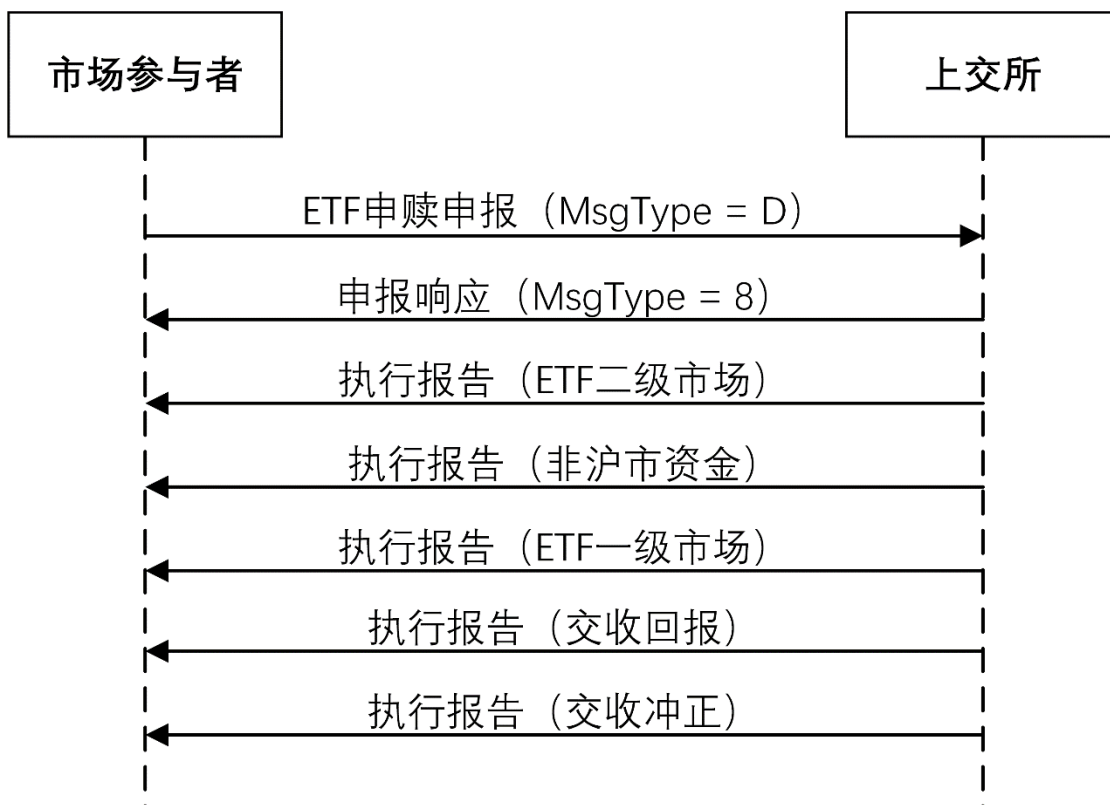 市场参与者
上交所
ETF申赎申报（MsgType = D）
申报响应（MsgType = 8）
执行报告（ETF二级市场）
执行报告（非沪市资金）
执行报告（ETF一级市场）
执行报告（交收回报）
执行报告（交收冲正）